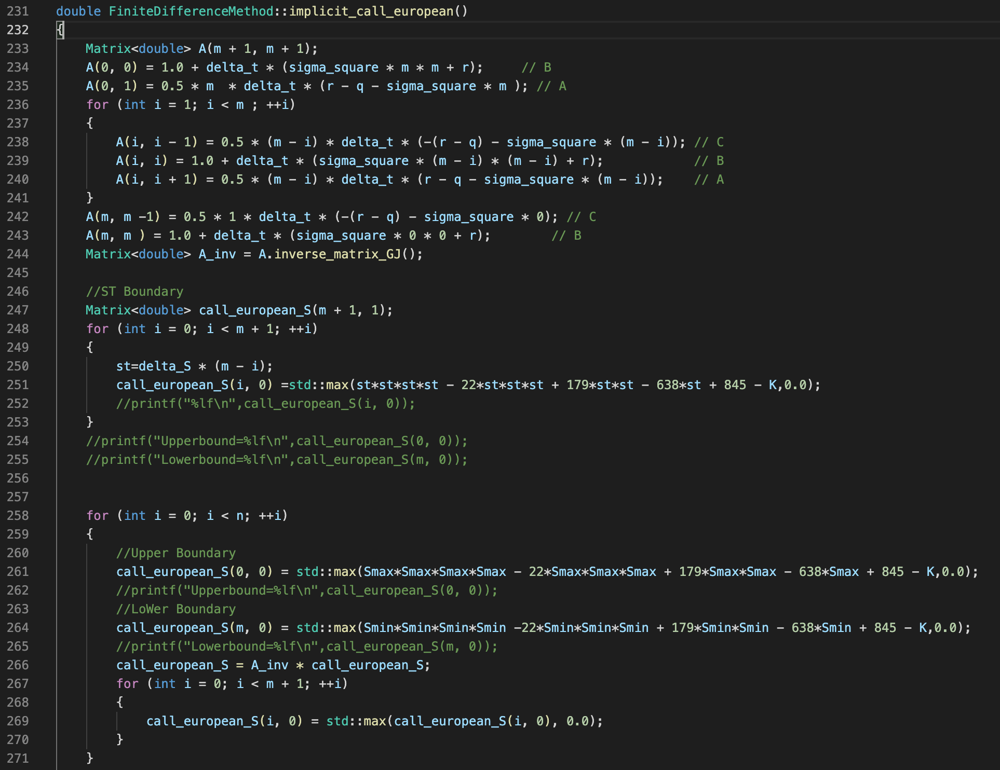 231 double FiniteDifferenceMethod::implicit_call_european()
232 {
233 Matrix<double> A(m + 1, m + 1);
234 A(0, 0) = 1.0 + delta_t * (sigma_square * m * m + r); // B
235 A(0, 1) = 0.5 * m  * delta_t * (r - q - sigma_square * m ); // A
236 for (int i = 1; i < m ; ++i)
237 {
238 A(i, i - 1) = 0.5 * (m - i) * delta_t * (-(r - q) - sigma_square * (m - i)); // C
239 A(i, i) = 1.0 + delta_t * (sigma_square * (m - i) * (m - i) + r); // B
240 A(i, i + 1) = 0.5 * (m - i) * delta_t * (r - q - sigma_square * (m - i)); // A
241 }
242 A(m, m -1) = 0.5 * 1 * delta_t * (-(r - q) - sigma_square * 0); // C
243 A(m, m ) = 1.0 + delta_t * (sigma_square * 0 * 0 + r); // B
244 Matrix<double> A_inv = A.inverse_matrix_GJ();
245
246 //ST Boundary
247 Matrix<double> call_european_S(m + 1, 1);
248 for (int i = 0; i < m + 1; ++i)
249 {
250 st=delta_S * (m - i);
251 call_european_S(i, 0) =std::max(st*st*st*st - 22*st*st*st + 179*st*st - 638*st + 845 - K,0.0);
252 //printf("%lf\n",call_european_S(i, 0));
253 }
254 //printf("Upperbound=%lf\n",call_european_S(0, 0));
255 //printf("Lowerbound=%lf\n",call_european_S(m, 0));
256
257
258 for (int i = 0; i < n; ++i)
259 {
260 //Upper Boundary
261 call_european_S(0, 0) = std::max(Smax*Smax*Smax*Smax - 22*Smax*Smax*Smax + 179*Smax*Smax - 638*Smax + 845 - K,0.0);
262 //printf("Upperbound=%lf\n",call_european_S(0, 0));
263 //LoWer Boundary
264 call_european_S(m, 0) = std::max(Smin*Smin*Smin*Smin -22*Smin*Smin*Smin + 179*Smin*Smin - 638*Smin + 845 - K,0.0);
265 //printf("Lowerbound=%lf\n",call_european_S(m, 0));
266 call_european_S = A_inv * call_european_S;
267 for (int i = 0; i < m + 1; ++i)
268 {
269 call_european_S(i, 0) = std::max(call_european_S(i, 0), 0.0);
270 }
271 }